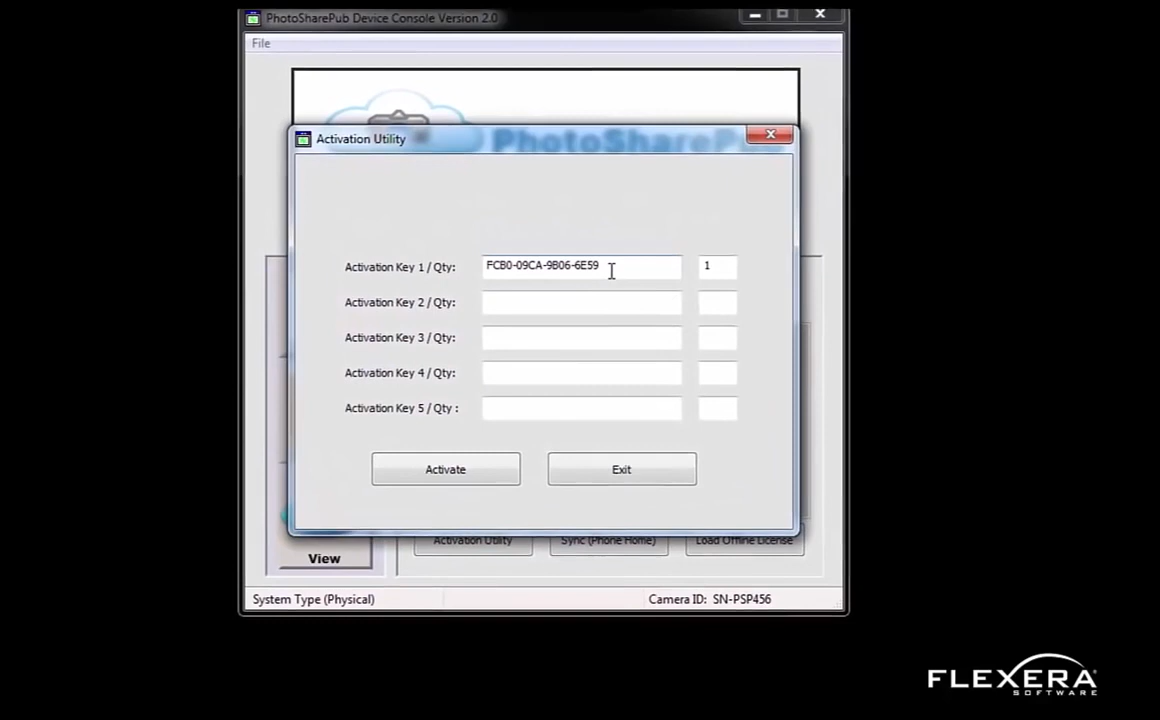 PhotoSharePub Device Console Version 2.0
File
PhotoSharePub
Activation Utility
Activation Key 1 / Qty: FCB0-09CA-9B06-6E59 1
Activation Key 2 / Qty:
Activation Key 3 / Qty:
Activation Key 4 / Qty:
Activation Key 5 / Qty :
Activate Exit
Activation Utility Sync (Phone Home) Load Offline License
View
System Type (Physical) Camera ID: SN-PSP456
FLEXERA
SOFTWARE